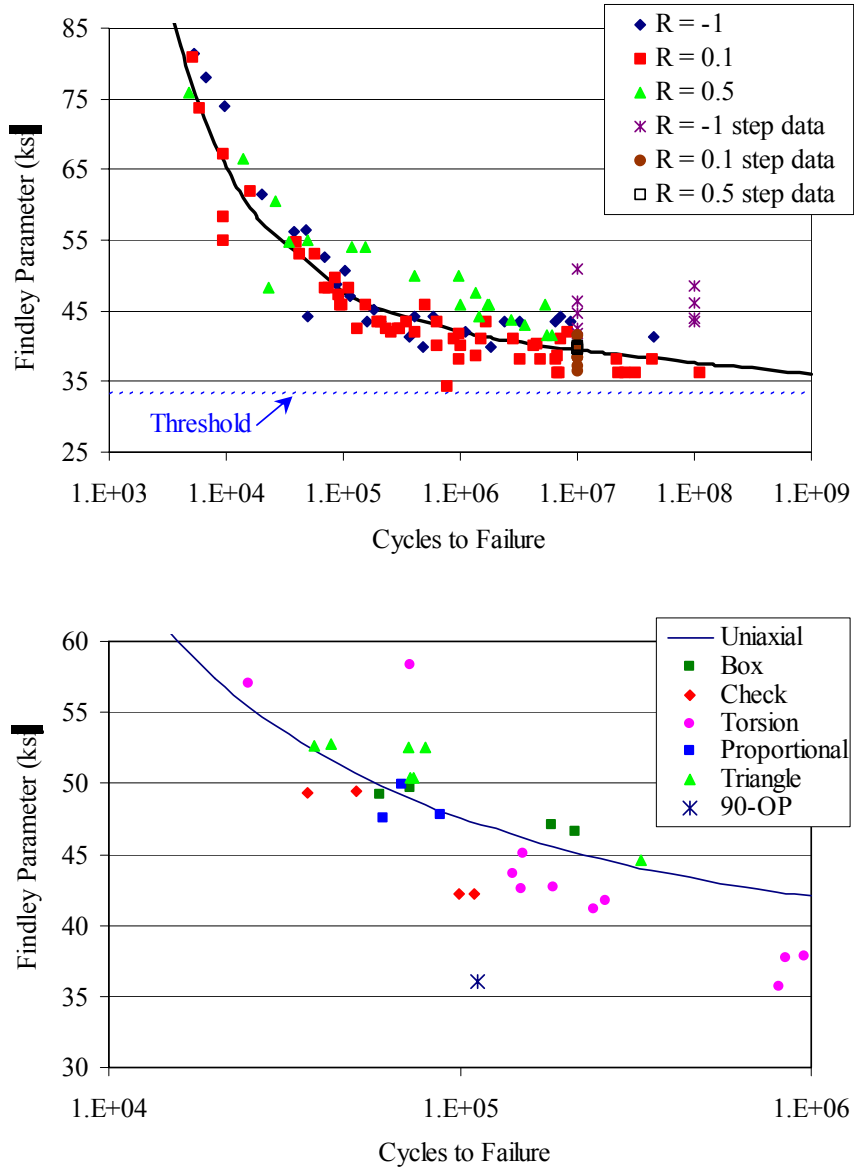 85
75
65
55
45
35
25
Findley Parameter (ks
R = -1
R = 0.1
R = 0.5
R = -1 step data
R = 0.1 step data
R = 0.5 step data
Threshold
1.E+03 1.E+04 1.E+05 1.E+06 1.E+07 1.E+08 1.E+09
Cycles to Failure
60
55
50
45
40
35
30
Findley Parameter (ks
Uniaxial
Box
Check
Torsion
Proportional
Triangle
90-OP
1.E+04 1.E+05 1.E+06
Cycles to Failure